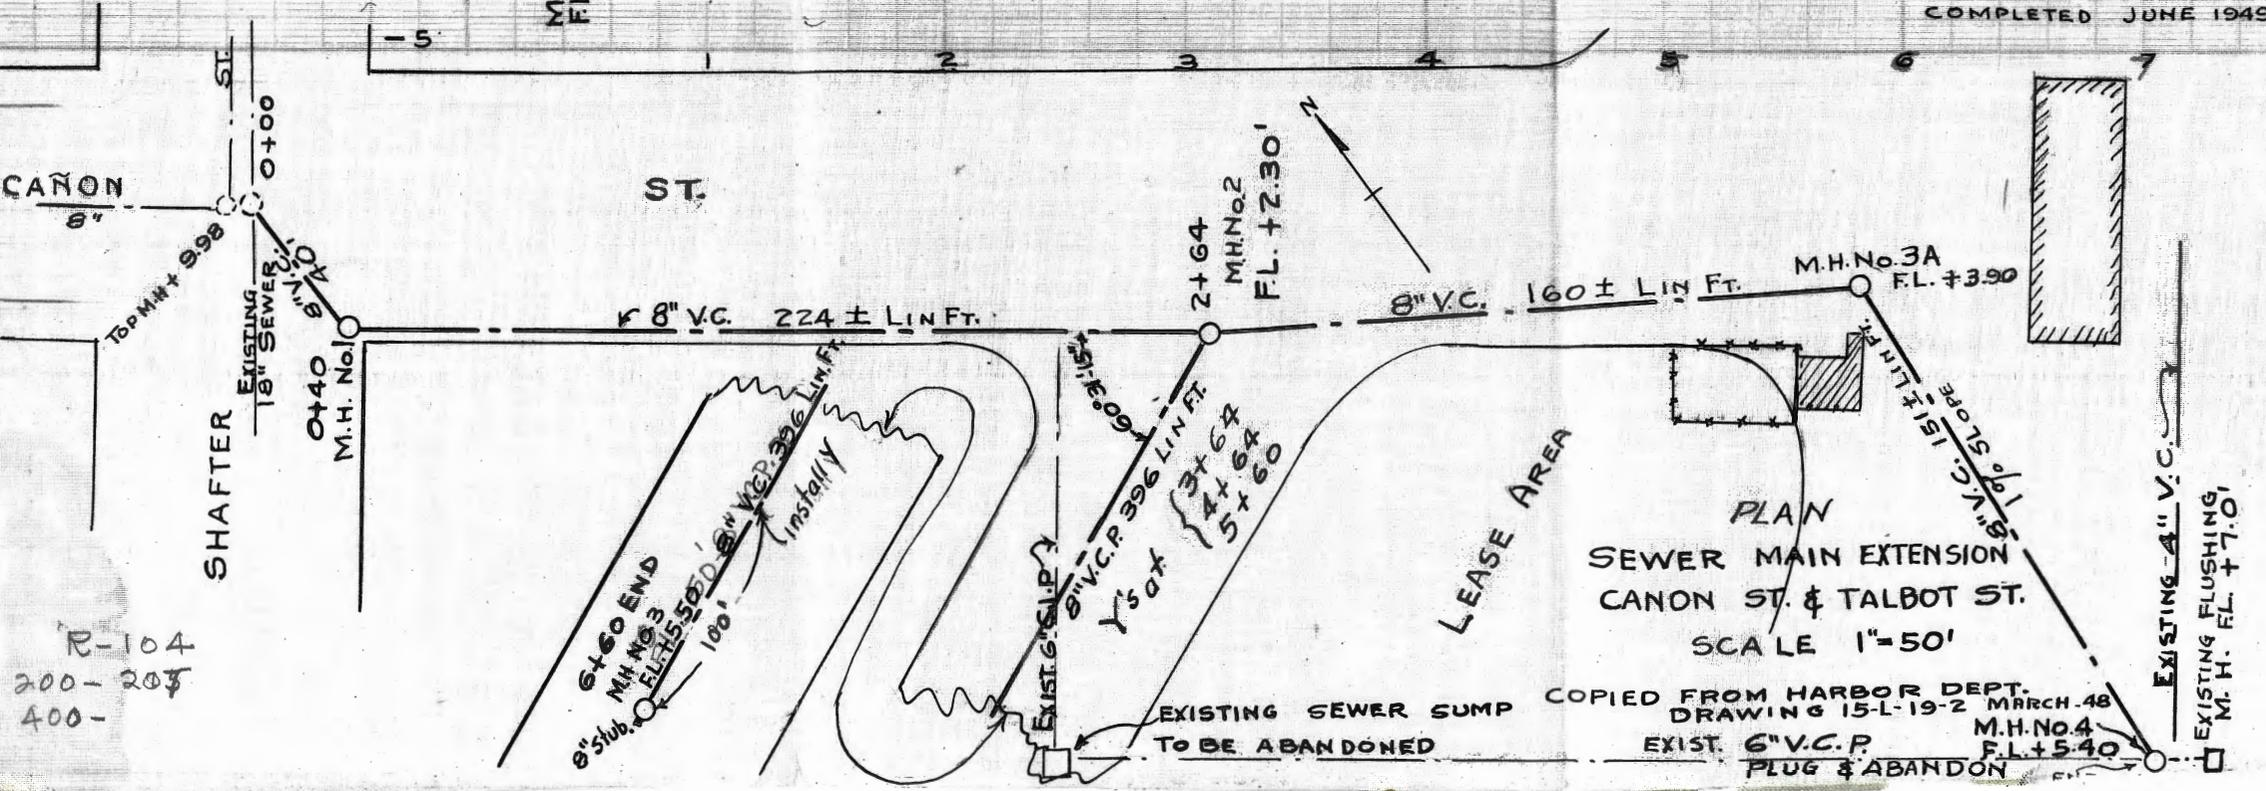 COMPLETED JUNE 1949
-5
1
2
3
4
5
6
7
ST.
0+00
CAÑON
8"
ST.
TOP M.H. + 9.98
EXISTING
18" SEWER
8" V.C.
40'
SHAFTER
0+40
M.H. No.1
8" V.C. 224 ± LIN FT.
2+64
M.H. No.2
F.L. +2.30'
N
8" V.C. 160 ± LIN FT.
M.H. No. 3A
F.L. +3.90
60°31'15"
8" V.C.P. 396 LIN FT.
Y's at
3+64
4+64
5+60
8" V.C.P. 396 LIN. FT.
6+60 END
M.H. No 3
F.L. +5.50
100'
8" Stub.
EXIST. 6" C.I.P.
LEASE AREA
8" V.C. 151 ± LIN FT.
1% SLOPE
EXISTING 4" V.C.
EXISTING FLUSHING
M. H. FL. +7.0'
PLAN
SEWER MAIN EXTENSION
CANON ST. & TALBOT ST.
SCALE 1"=50'
COPIED FROM HARBOR DEPT.
DRAWING 15-L-19-2 MARCH-48
EXISTING SEWER SUMP
TO BE ABANDONED
EXIST. 6" V.C.P.
PLUG & ABANDON
M.H. No.4
F.L. +5.40
R-104
200-
400-